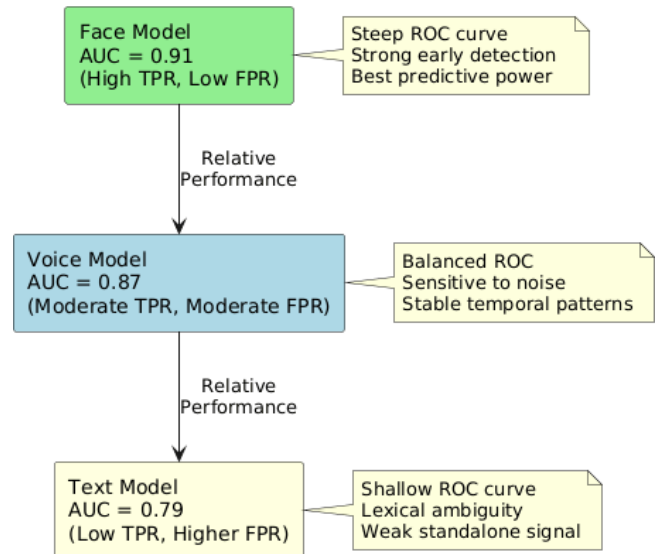 Face Model
AUC = 0.91
(High TPR, Low FPR)
Steep ROC curve
Strong early detection
Best predictive power
Relative
Performance
Voice Model
AUC = 0.87
(Moderate TPR, Moderate FPR)
Balanced ROC
Sensitive to noise
Stable temporal patterns
Relative
Performance
Text Model
AUC = 0.79
(Low TPR, Higher FPR)
Shallow ROC curve
Lexical ambiguity
Weak standalone signal